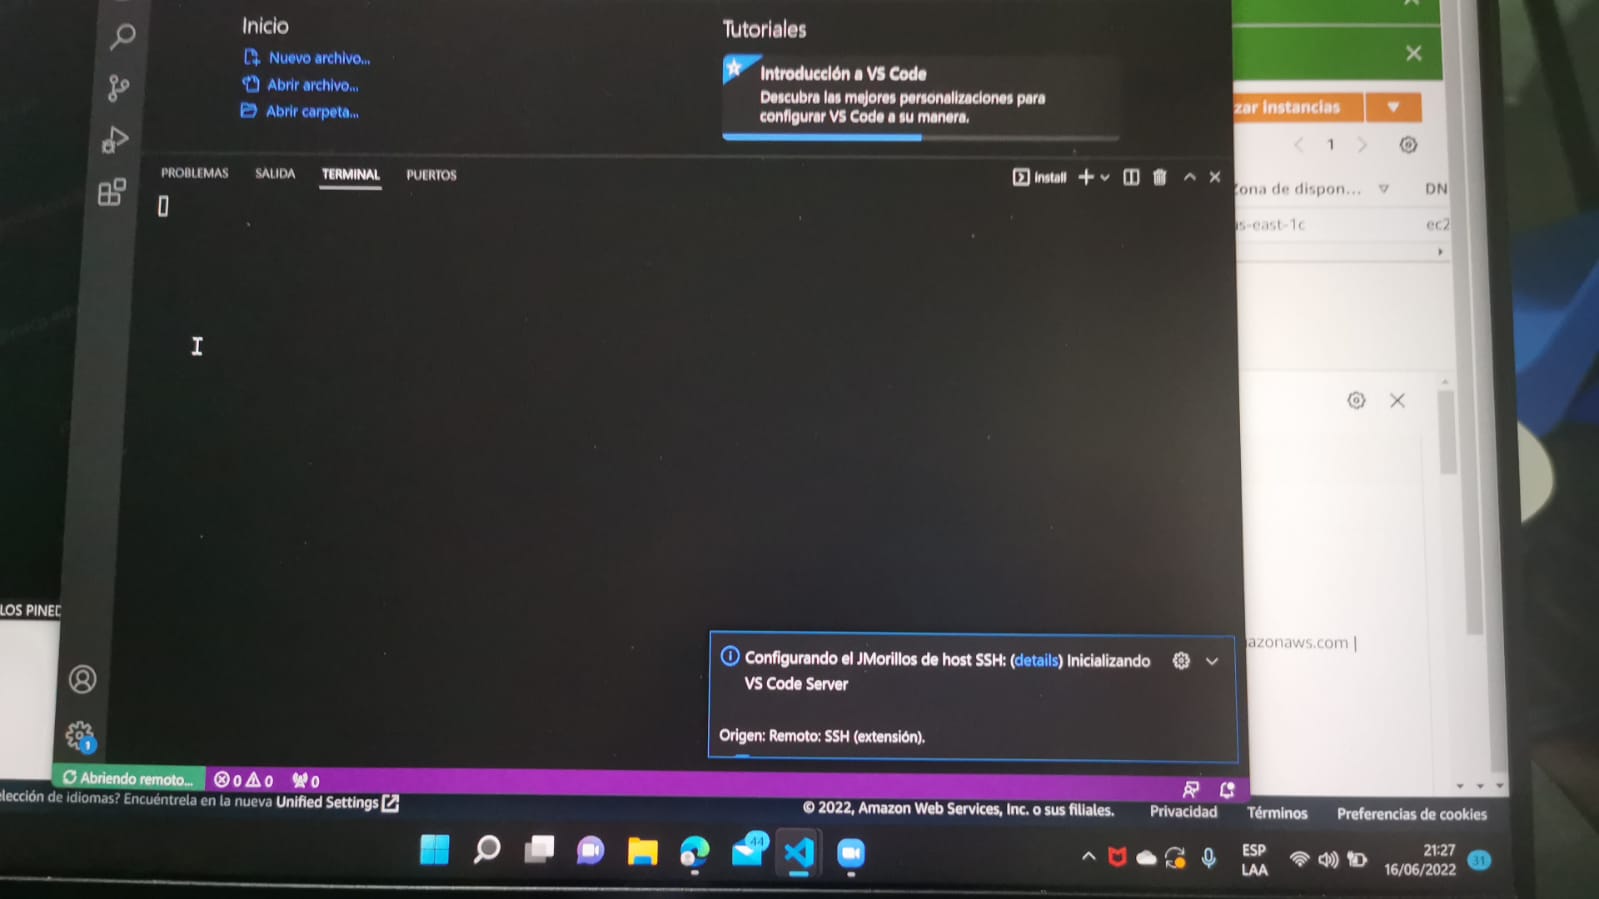 Inicio
Nuevo archivo...
Abrir archivo...
Abrir carpeta...
Tutoriales
Introducción a VS Code
Descubra las mejores personalizaciones para
configurar VS Code a su manera.
PROBLEMAS SALIDA TERMINAL PUERTOS
Install
zar instancias
1
Zona de dispon... DN
us-east-1c ec2
LOS PINED
Configurando el JMorillos de host SSH: (details) Inicializando
VS Code Server
Origen: Remoto: SSH (extensión).
azonaws.com |
1
Abriendo remoto... 0 0 0
elección de idiomas? Encuéntrela en la nueva Unified Settings
© 2022, Amazon Web Services, Inc. o sus filiales. Privacidad Términos Preferencias de cookies
44
ESP
LAA
21:27
16/06/2022
31